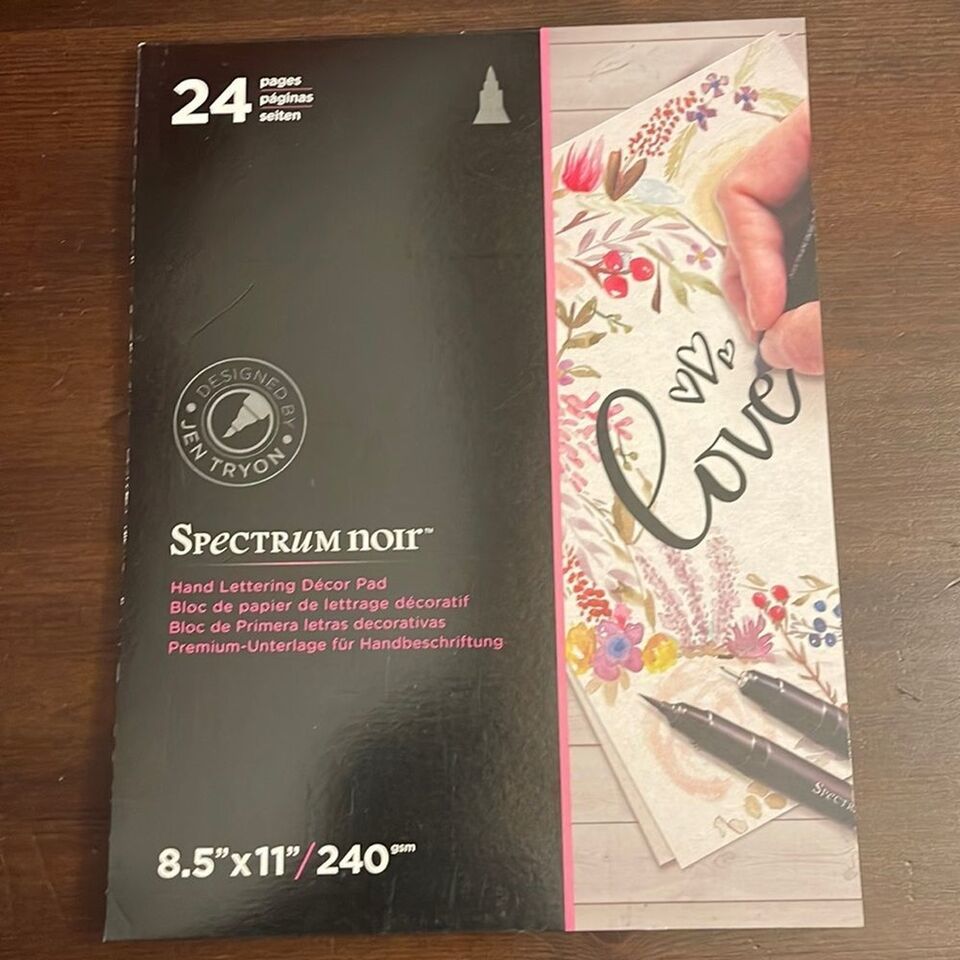 24 pages
páginas
seiten
DESIGNED BY
JEN TRYON
SPECTRUM NOIR™
Hand Lettering Décor Pad
Bloc de papier de lettrage décoratif
Bloc de Primera letras decorativas
Premium-Unterlage für Handbeschriftung
8.5”x11”/240gsm
love